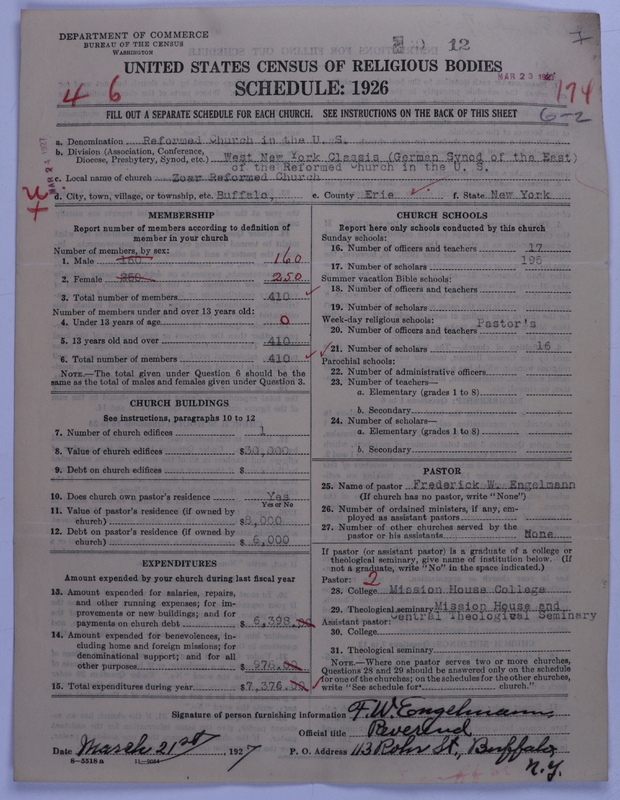 DEPARTMENT OF COMMERCE
BUREAU OF THE CENSUS
WASHINGTON
12
7
UNITED STATES CENSUS OF RELIGIOUS BODIES
MAR 23 1927
SCHEDULE: 1926
4 6
174
FILL OUT A SEPARATE SCHEDULE FOR EACH CHURCH. SEE INSTRUCTIONS ON THE BACK OF THIS SHEET
6-2
MAR 24 1927
a. Denomination Reformed Church in the U. S.
b. Division (Association, Conference, Diocese, Presbytery, Synod, etc.) West New York Classis (German Synod of the East)
of the Reformed Church in the U. S.
c. Local name of church Zoar Reformed Church
d. City, town, village, or township, etc. Buffalo, e. County Erie f. State New York
MEMBERSHIP
Report number of members according to definition of
member in your church
Number of members, by sex:
1. Male 160
2. Female 250
3. Total number of members 410
Number of members under and over 13 years old:
4. Under 13 years of age 0
5. 13 years old and over 410
6. Total number of members 410
NOTE.—The total given under Question 6 should be the
same as the total of males and females given under Question 3.
CHURCH BUILDINGS
See instructions, paragraphs 10 to 12
7. Number of church edifices 1
8. Value of church edifices $30,000
9. Debt on church edifices $
10. Does church own pastor's residence Yes
Yes or No
11. Value of pastor's residence (if owned by
church) $8,000
12. Debt on pastor's residence (if owned by
church) $6,000
EXPENDITURES
Amount expended by your church during last fiscal year
13. Amount expended for salaries, repairs,
and other running expenses; for im-
provements or new buildings; and for
payments on church debt $6,398.00
14. Amount expended for benevolences, in-
cluding home and foreign missions; for
denominational support; and for all
other purposes $978.00
15. Total expenditures during year $7,376.00
CHURCH SCHOOLS
Report here only schools conducted by this church
Sunday schools:
16. Number of officers and teachers 17
17. Number of scholars 195
Summer vacation Bible schools:
18. Number of officers and teachers
19. Number of scholars
Week-day religious schools:
20. Number of officers and teachers Pastor's
21. Number of scholars 16
Parochial schools:
22. Number of administrative officers
23. Number of teachers—
a. Elementary (grades 1 to 8)
b. Secondary
24. Number of scholars—
a. Elementary (grades 1 to 8)
b. Secondary
PASTOR
25. Name of pastor Frederick W. Engelmann
(If church has no pastor, write "None")
26. Number of ordained ministers, if any, em-
ployed as assistant pastors
27. Number of other churches served by the
pastor or his assistants None
If pastor (or assistant pastor) is a graduate of a college or
theological seminary, give name of institution below. (If
not a graduate, write "No" in the space indicated.)
Pastor: 2
28. College Mission House College
29. Theological seminary Mission House and
Central Theological Seminary
Assistant pastor:
30. College
31. Theological seminary
NOTE.—Where one pastor serves two or more churches,
Questions 28 and 29 should be answered only on the schedule
for one of the churches; on the schedules for the other churches,
write "See schedule for church."
Signature of person furnishing information F. W. Engelmann
Official title Reverend
Date March 21st, 1927 P. O. Address 113 Rohr St, Buffalo
N.Y.
8—5518 a